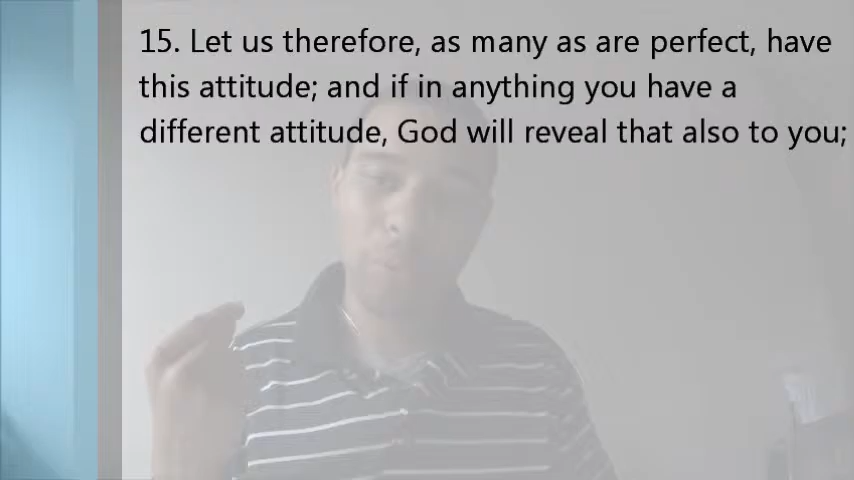 15. Let us therefore, as many as are perfect, have
this attitude; and if in anything you have a
different attitude, God will reveal that also to you;